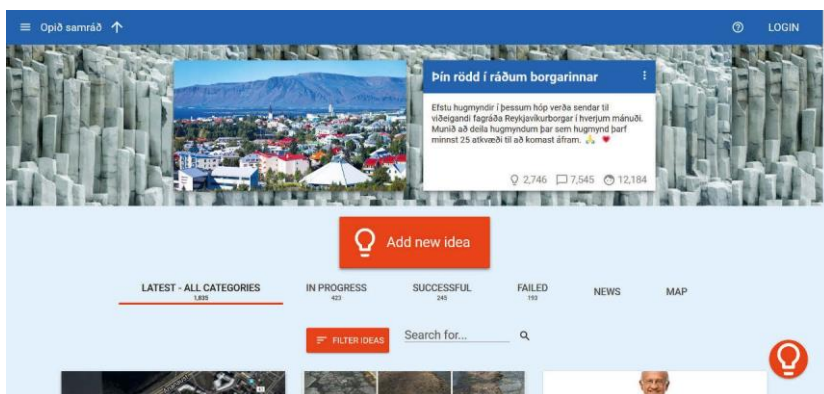 Opið samráð
LOGIN
Þín rödd í ráðum borgarinnar
Efstu hugmyndir í þessum hóp verða sendar til
viðeigandi fagráða Reykjavíkurborgar í hverjum mánuði.
Munið að deila hugmyndum þar sem hugmynd þarf
minnst 25 atkvæði til að komast áfram. 🙏 ❤️
2,746 7,545 12,184
Add new idea
LATEST - ALL CATEGORIES IN PROGRESS SUCCESSFUL FAILED NEWS MAP
1,835 423 245 193
FILTER IDEAS Search for...